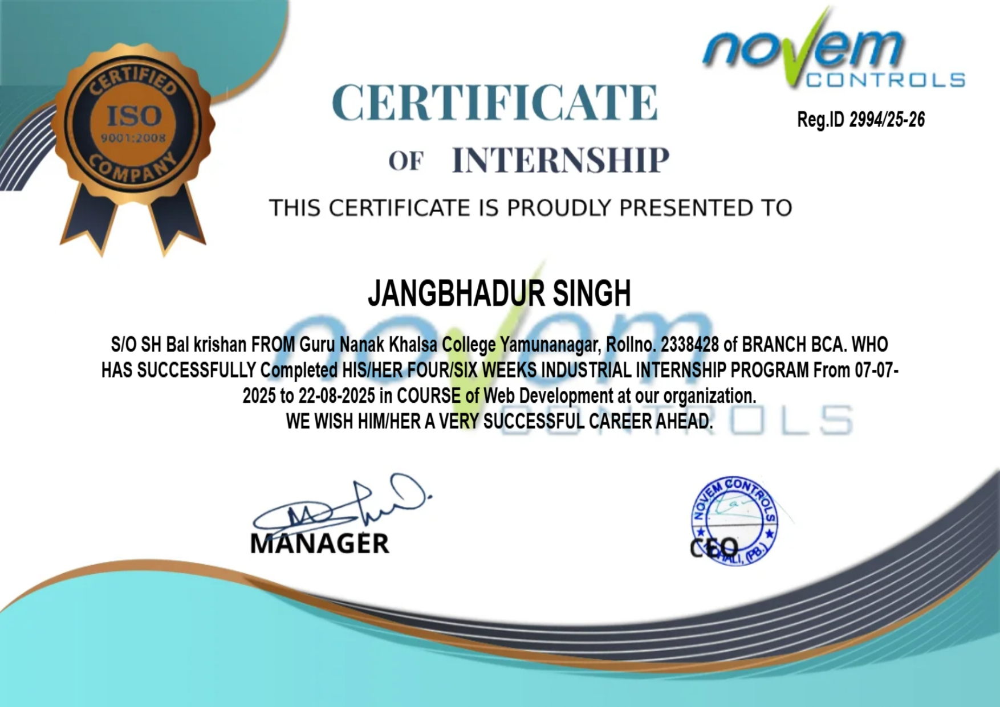 novem
CONTROLS
CERTIFIED
ISO
9001:2008
COMPANY
CERTIFICATE
Reg.ID 2994/25-26
OF INTERNSHIP
THIS CERTIFICATE IS PROUDLY PRESENTED TO
JANGBHADUR SINGH
novem
CONTROLS
S/O SH Bal krishan FROM Guru Nanak Khalsa College Yamunanagar, Rollno. 2338428 of BRANCH BCA. WHO
HAS SUCCESSFULLY Completed HIS/HER FOUR/SIX WEEKS INDUSTRIAL INTERNSHIP PROGRAM From 07-07-
2025 to 22-08-2025 in COURSE of Web Development at our organization.
WE WISH HIM/HER A VERY SUCCESSFUL CAREER AHEAD.
MANAGER
NOVEM CONTROLS
MOHALI, (PB.)
CEO